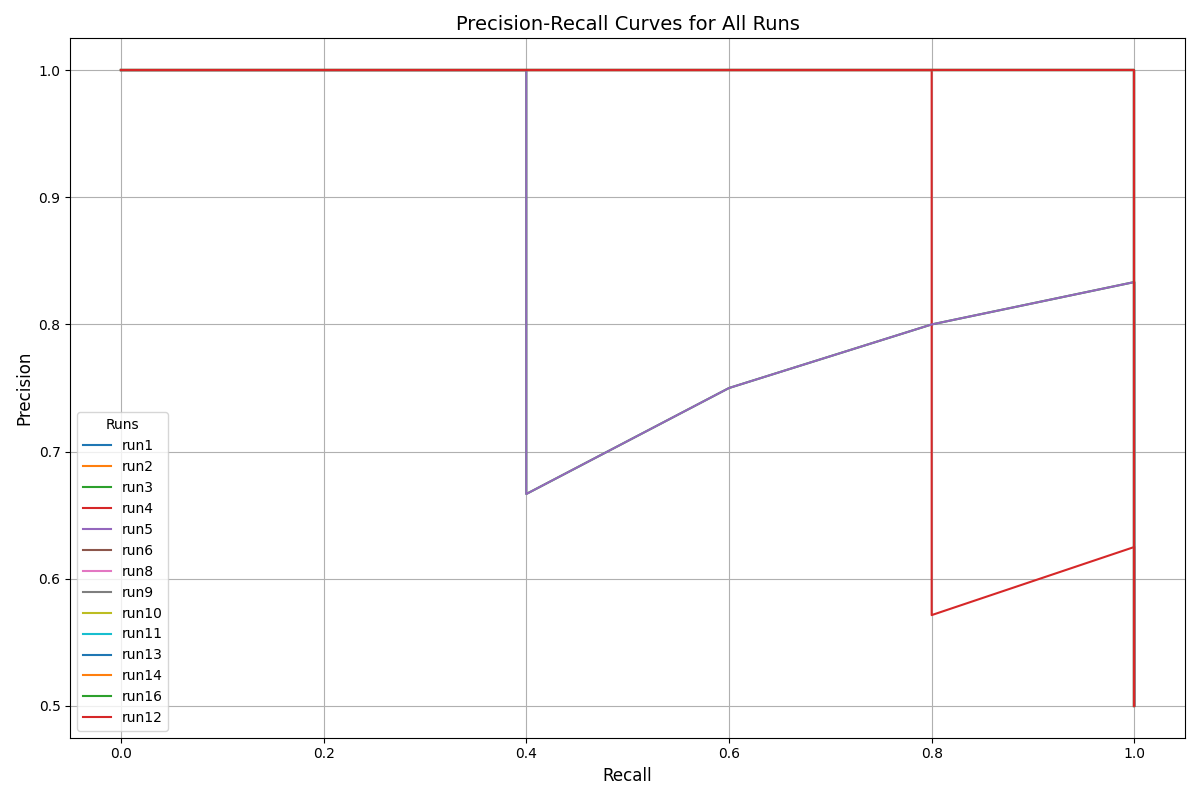 Precision-Recall Curves for All Runs
1.0
0.9
0.8
0.7
0.6
0.5
Precision
Runs
run1
run2
run3
run4
run5
run6
run8
run9
run10
run11
run13
run14
run16
run12
0.0 0.2 0.4 0.6 0.8 1.0
Recall